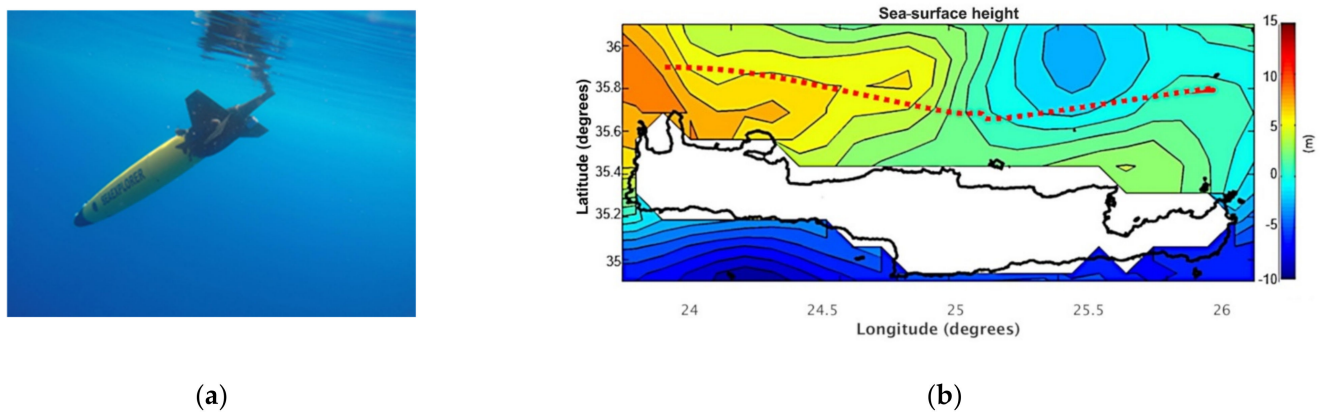 SEAEXPLORER
(a)
Sea-surface height
Latitude (degrees)
36
35.8
35.6
35.4
35.2
35
24
24.5
25
25.5
26
Longitude (degrees)
15
10
5
0
-5
-10
(m)
(b)